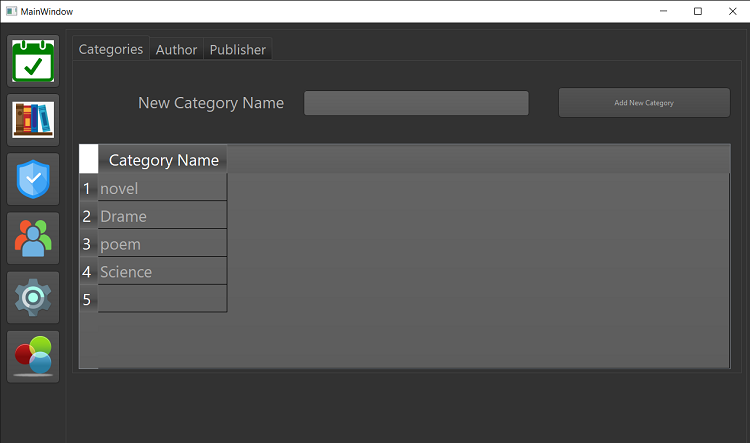 MainWindow
Categories Author Publisher
New Category Name Add New Category
Category Name
1 novel
2 Drame
3 poem
4 Science
5